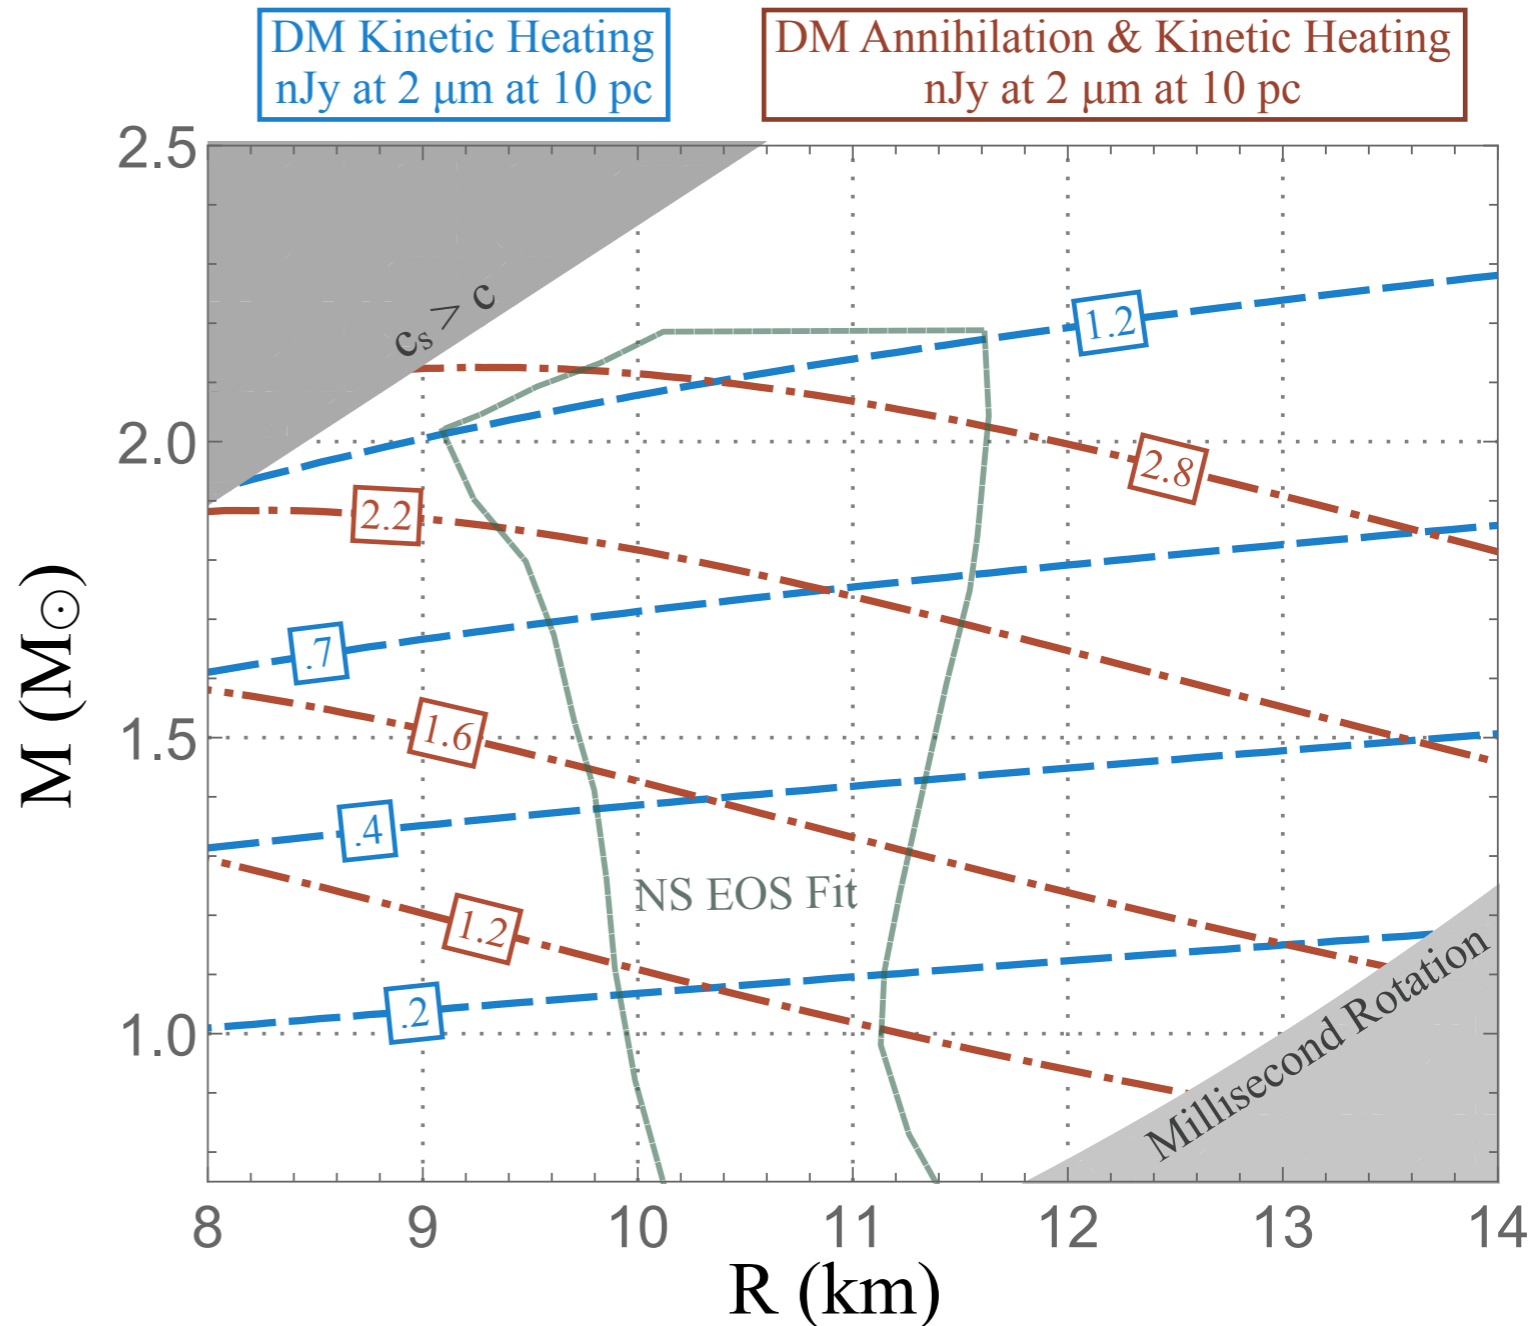 DM Kinetic Heating
nJy at 2 μm at 10 pc
DM Annihilation & Kinetic Heating
nJy at 2 μm at 10 pc
2.5
2.0
1.5
1.0
M (M⊙)
cs > c
1.2
2.8
2.2
.7
1.6
.4
NS EOS Fit
1.2
.2
Millisecond Rotation
8 9 10 11 12 13 14
R (km)